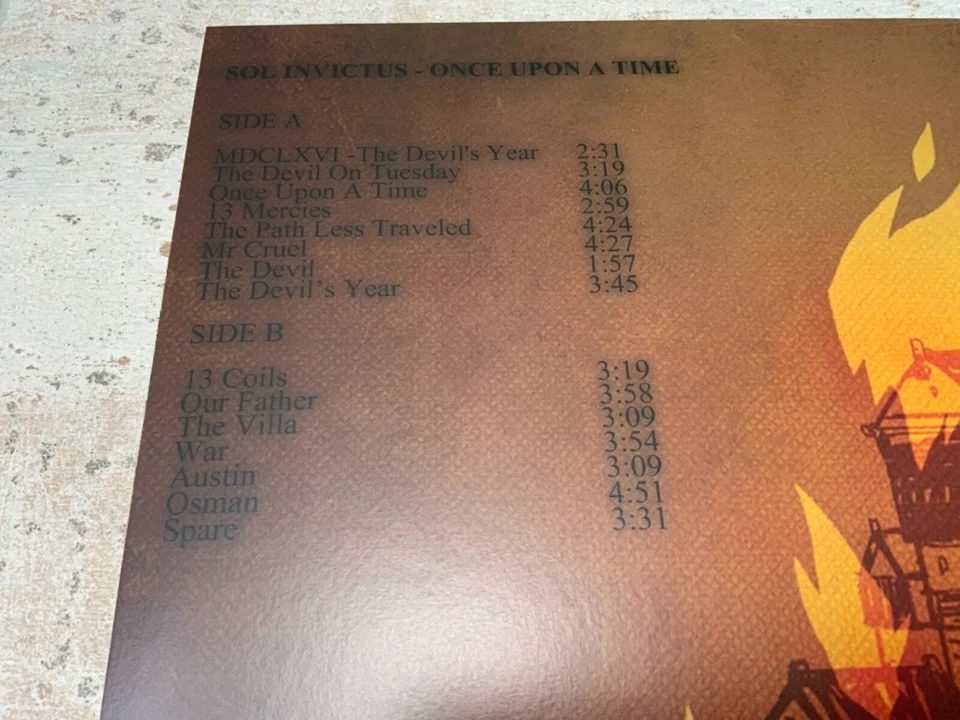 SOL INVICTUS - ONCE UPON A TIME
SIDE A
MDCLXVI -The Devil's Year 2:31
The Devil On Tuesday 3:19
Once Upon A Time 4:06
13 Mercies 2:59
The Path Less Traveled 4:24
Mr Cruel 4:27
The Devil 1:57
The Devil's Year 3:45
SIDE B
13 Coils 3:19
Our Father 3:58
The Villa 3:09
War 3:54
Austin 3:09
Osman 4:51
Spare 3:31